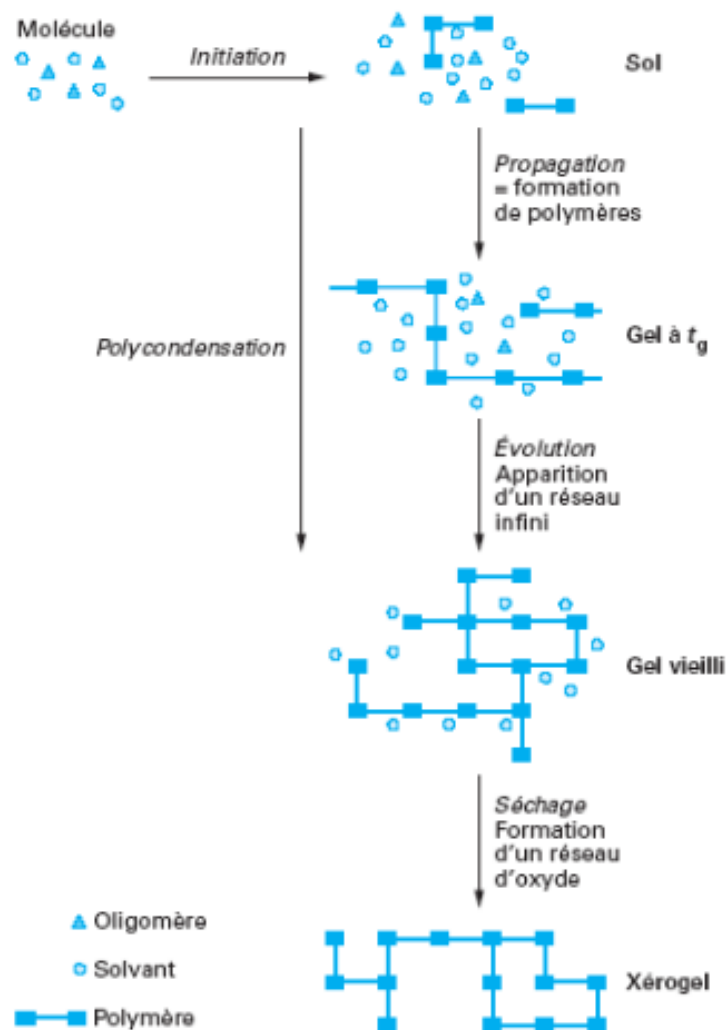 Molécule
Initiation
Sol
Propagation
= formation
de polymères
Polycondensation
Gel à tg
Évolution
Apparition
d'un réseau
infini
Gel vieilli
Séchage
Formation
d'un réseau
d'oxyde
Oligomère
Solvant
Xérogel
Polymère